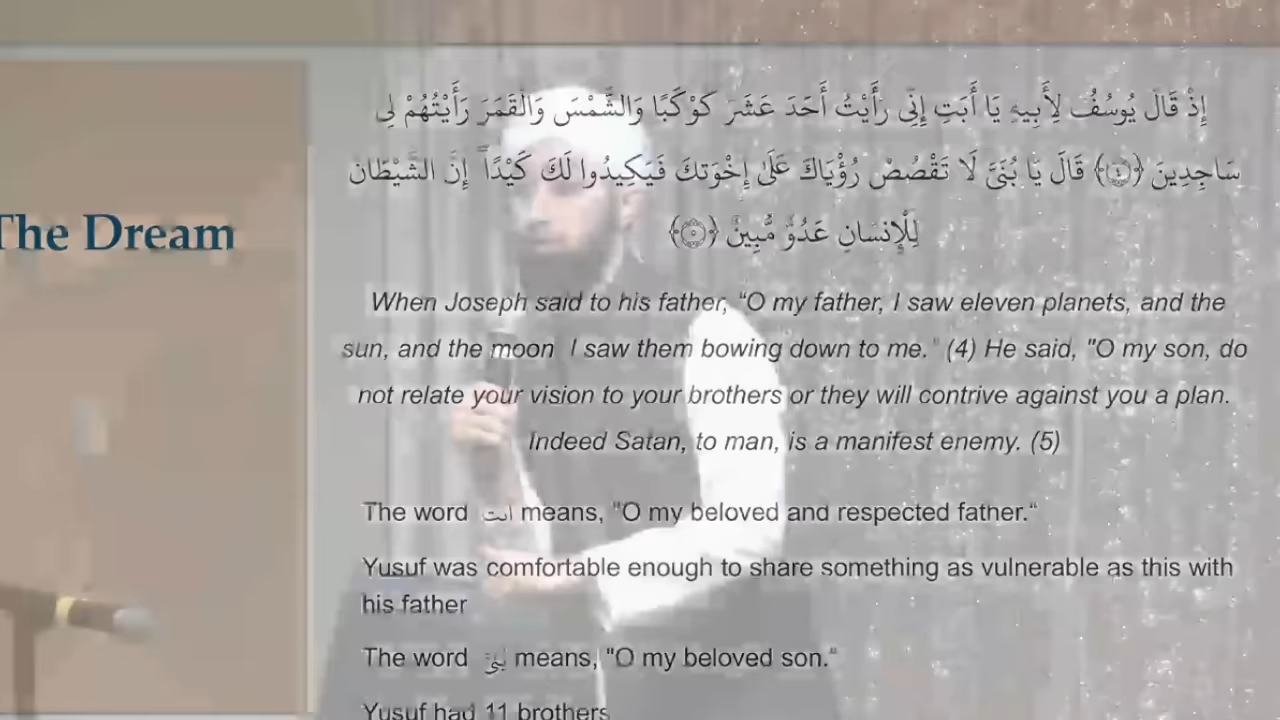 The Dream
إِذْ قَالَ يُوسُفُ لِأَبِيهِ يَا أَبَتِ إِنِّي رَأَيْتُ أَحَدَ عَشَرَ كَوْكَبًا وَالشَّمْسَ وَالْقَمَرَ رَأَيْتُهُمْ لِي
سَاجِدِينَ ﴿٤﴾ قَالَ يَا بُنَيَّ لَا تَقْصُصْ رُؤْيَاكَ عَلَىٰ إِخْوَتِكَ فَيَكِيدُوا لَكَ كَيْدًا ۖ إِنَّ الشَّيْطَانَ
لِلْإِنسَانِ عَدُوٌّ مُّبِينٌ ﴿٥﴾
When Joseph said to his father, "O my father, I saw eleven planets, and the
sun, and the moon I saw them bowing down to me." (4) He said, "O my son, do
not relate your vision to your brothers or they will contrive against you a plan.
Indeed Satan, to man, is a manifest enemy. (5)
The word means, "O my beloved and respected father."
Yusuf was comfortable enough to share something as vulnerable as this with
his father
The word means, "O my beloved son."
Yusuf had 11 brothers